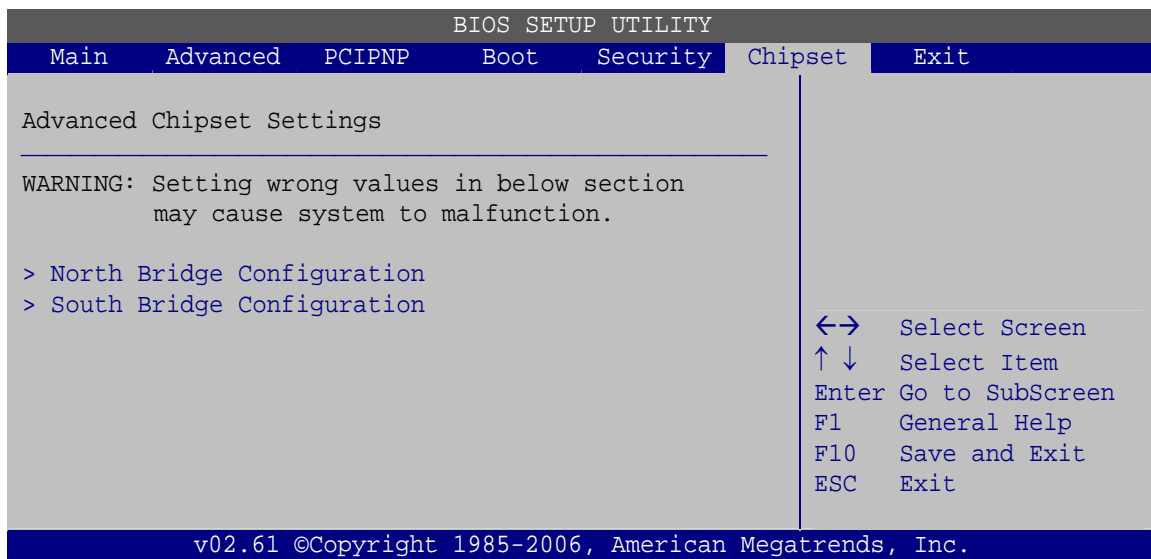 BIOS SETUP UTILITY
Main Advanced PCIPNP Boot Security Chipset Exit
Advanced Chipset Settings
WARNING: Setting wrong values in below section
may cause system to malfunction.
> North Bridge Configuration
> South Bridge Configuration
←→ Select Screen
↑ ↓ Select Item
Enter Go to SubScreen
F1 General Help
F10 Save and Exit
ESC Exit
v02.61 ©Copyright 1985-2006, American Megatrends, Inc.